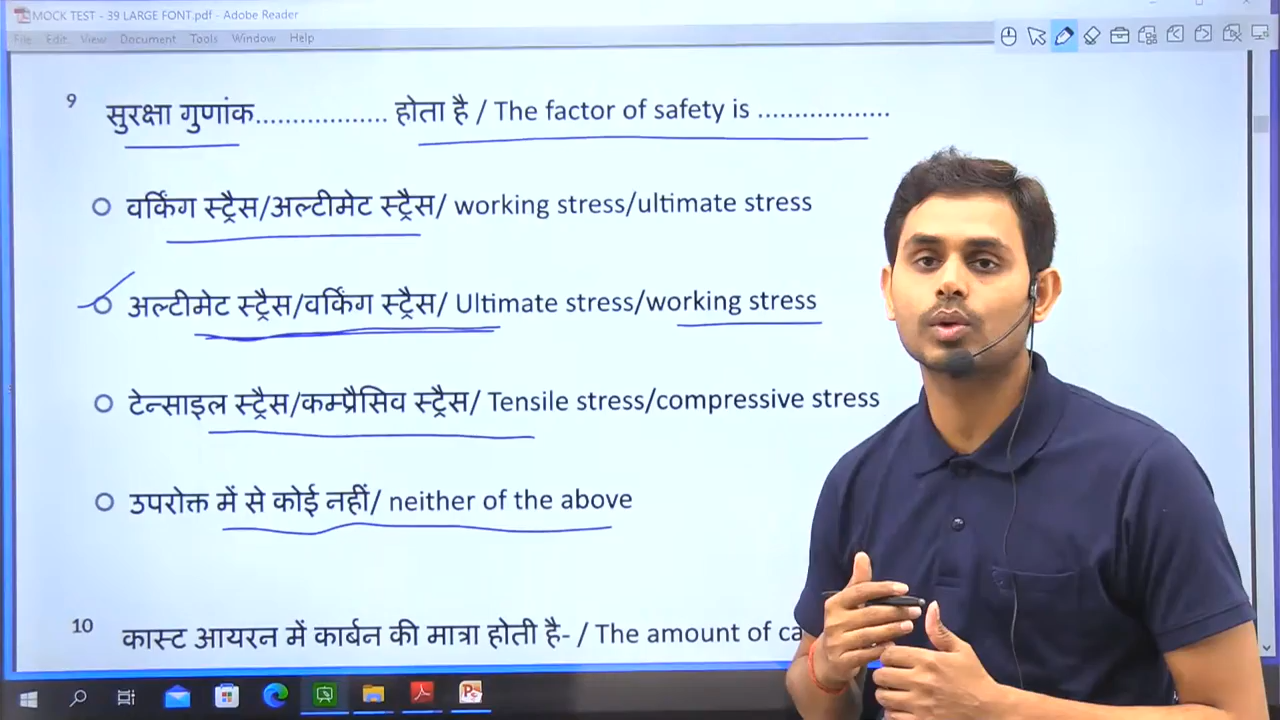 MOCK TEST - 39 LARGE FONT.pdf - Adobe Reader
File Edit View Document Tools Window Help
9 सुरक्षा गुणांक.................. होता है / The factor of safety is ..................
वर्किंग स्ट्रैस/अल्टीमेट स्ट्रैस/ working stress/ultimate stress
अल्टीमेट स्ट्रैस/वर्किंग स्ट्रैस/ Ultimate stress/working stress
टेन्साइल स्ट्रैस/कम्प्रैसिव स्ट्रैस/ Tensile stress/compressive stress
उपरोक्त में से कोई नहीं/ neither of the above
10 कास्ट आयरन में कार्बन की मात्रा होती है- / The amount of ca